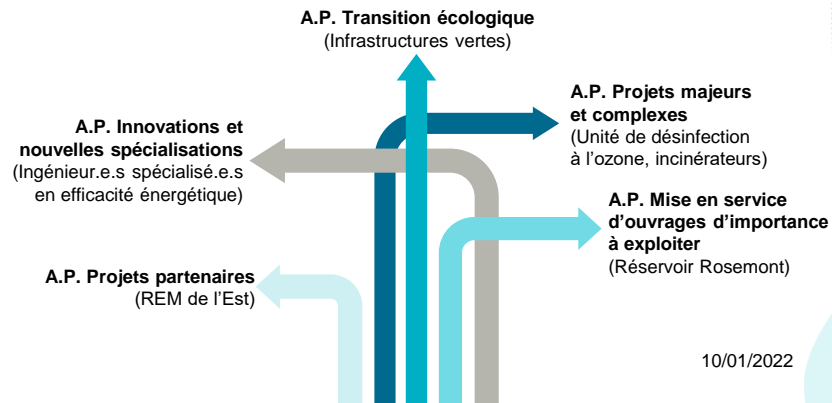 A.P. Transition écologique
(Infrastructures vertes)
A.P. Projets majeurs
et complexes
(Unité de désinfection
à l'ozone, incinérateurs)
A.P. Innovations et
nouvelles spécialisations
(Ingénieur.e.s spécialisé.e.s
en efficacité énergétique)
A.P. Mise en service
d'ouvrages d'importance
à exploiter
(Réservoir Rosemont)
A.P. Projets partenaires
(REM de l'Est)
10/01/2022